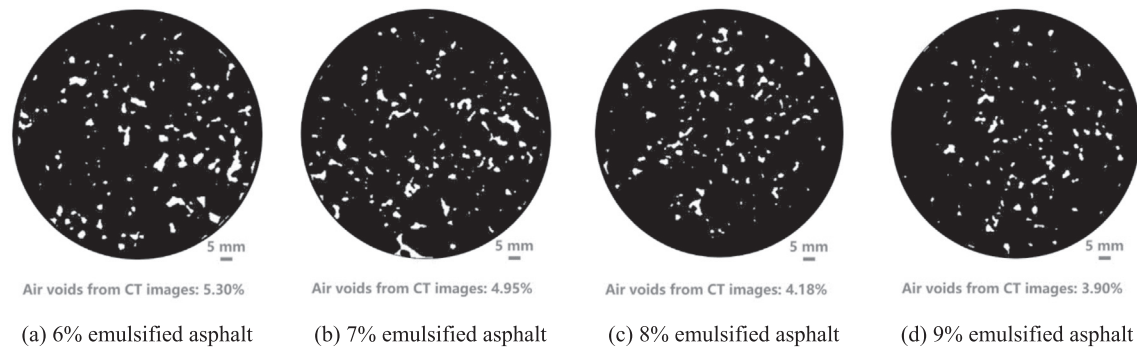 5 mm 5 mm 5 mm 5 mm
Air voids from CT images: 5.30% Air voids from CT images: 4.95% Air voids from CT images: 4.18% Air voids from CT images: 3.90%
(a) 6% emulsified asphalt (b) 7% emulsified asphalt (c) 8% emulsified asphalt (d) 9% emulsified asphalt